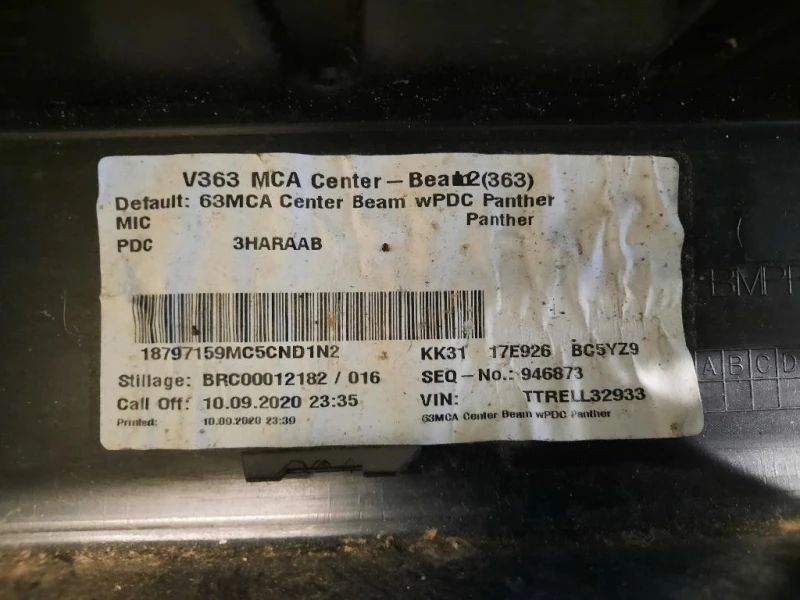 V363 MCA Center-Beam 2(363)
Default: 63MCA Center Beam wPDC Panther
MIC Panther
PDC 3HARAAB
18797159MC5CND1N2 KK31 17E926 BC5YZ9
Stillage: BRC00012182 / 016 SEQ-No.: 946873
Call Off: 10.09.2020 23:35 VIN: TTRELL32933
Printed: 10.09.2020 23:39 63MCA Center Beam wPDC Panther
A B C D